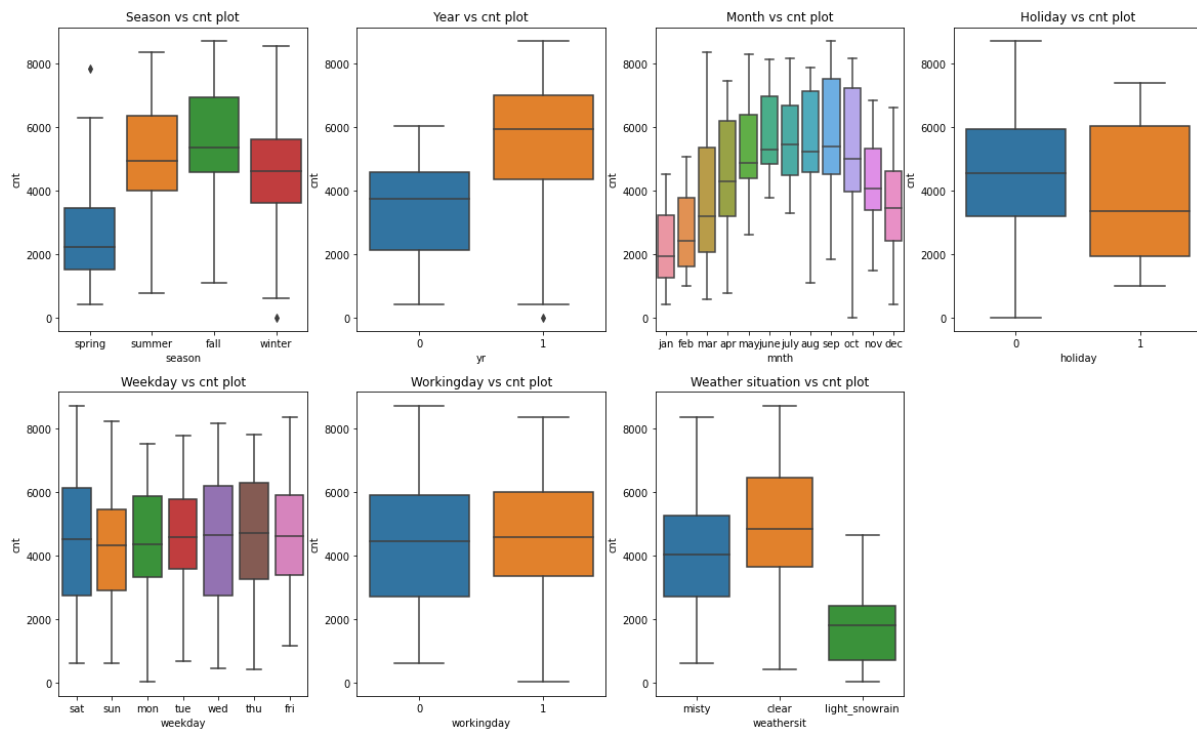 Season vs cnt plot
cnt
8000
6000
4000
2000
0
spring summer fall winter
season
Year vs cnt plot
cnt
8000
6000
4000
2000
0
0 1
yr
Month vs cnt plot
cnt
8000
6000
4000
2000
0
jan feb mar apr may june july aug sep oct nov dec
mnth
Holiday vs cnt plot
cnt
8000
6000
4000
2000
0
0 1
holiday
Weekday vs cnt plot
cnt
8000
6000
4000
2000
0
sat sun mon tue wed thu fri
weekday
Workingday vs cnt plot
cnt
8000
6000
4000
2000
0
0 1
workingday
Weather situation vs cnt plot
cnt
8000
6000
4000
2000
0
misty clear light_snowrain
weathersit